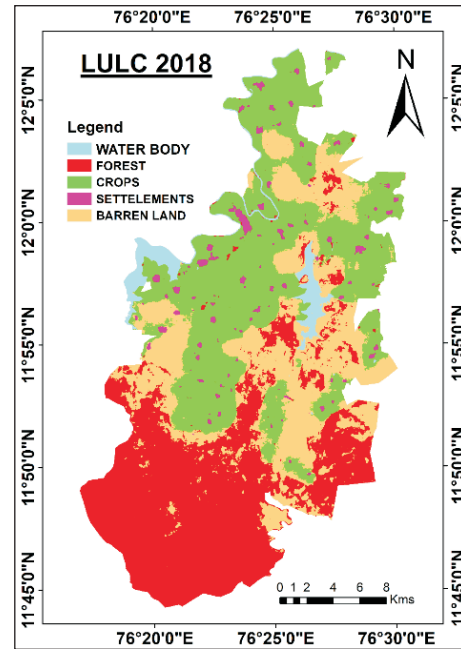 76°20'0"E 76°25'0"E 76°30'0"E
LULC 2018
N
Legend
WATER BODY
FOREST
CROPS
SETTELEMENTS
BARREN LAND
12°5'0"N 12°5'0"N
12°0'0"N 12°0'0"N
11°55'0"N 11°55'0"N
11°50'0"N 11°50'0"N
11°45'0"N 11°45'0"N
0 1 2 4 6 8
Kms
76°20'0"E 76°25'0"E 76°30'0"E